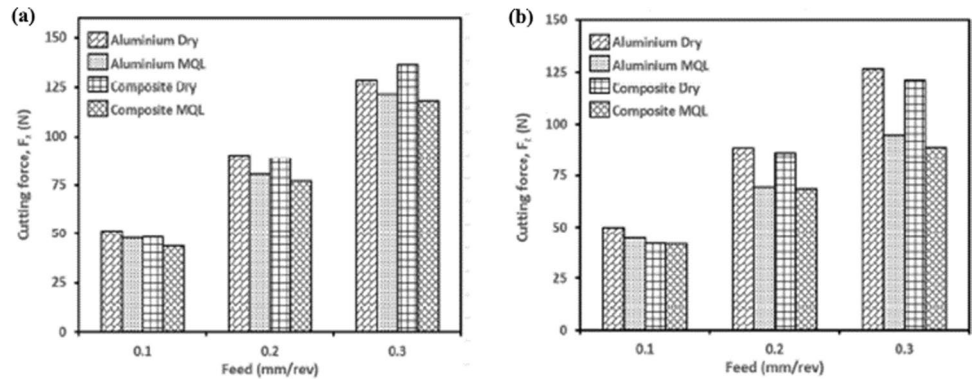 (a)
150
125
100
75
50
25
0
Cutting force, Fz (N)
Aluminium Dry
Aluminium MQL
Composite Dry
Composite MQL
0.1 0.2 0.3
Feed (mm/rev)
(b)
150
125
100
75
50
25
0
Cutting force, Fz (N)
Aluminium Dry
Aluminium MQL
Composite Dry
Composite MQL
0.1 0.2 0.3
Feed (mm/rev)